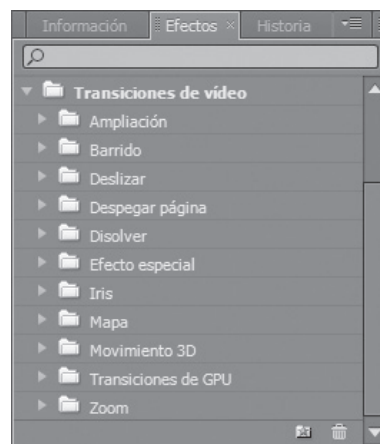 Información Efectos × Historia
Transiciones de vídeo
Ampliación
Barrido
Deslizar
Despegar página
Disolver
Efecto especial
Iris
Mapa
Movimiento 3D
Transiciones de GPU
Zoom